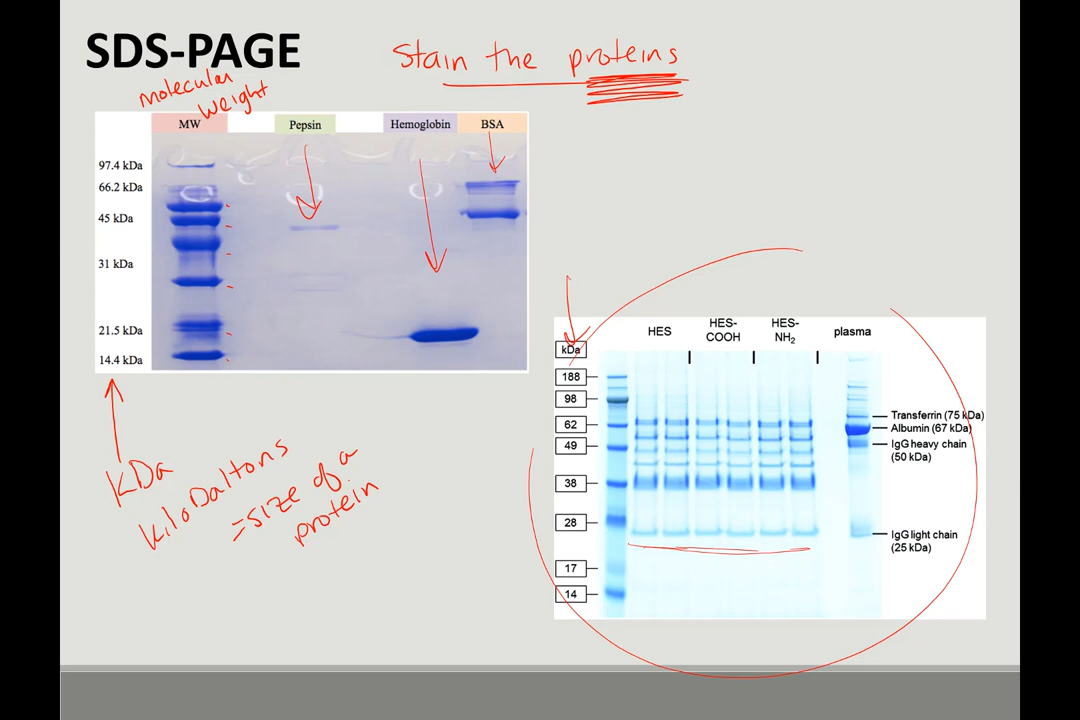 SDS-PAGE
Stain the proteins
molecular
weight
MW Pepsin Hemoglobin BSA
97.4 kDa
66.2 kDa
45 kDa
31 kDa
21.5 kDa
14.4 kDa
KDa
KiloDaltons
=size of a
protein
kDa HES HES-COOH HES-NH2 plasma
188
98
62
49
38
28
17
14
Transferrin (75 kDa)
Albumin (67 kDa)
IgG heavy chain
(50 kDa)
IgG light chain
(25 kDa)